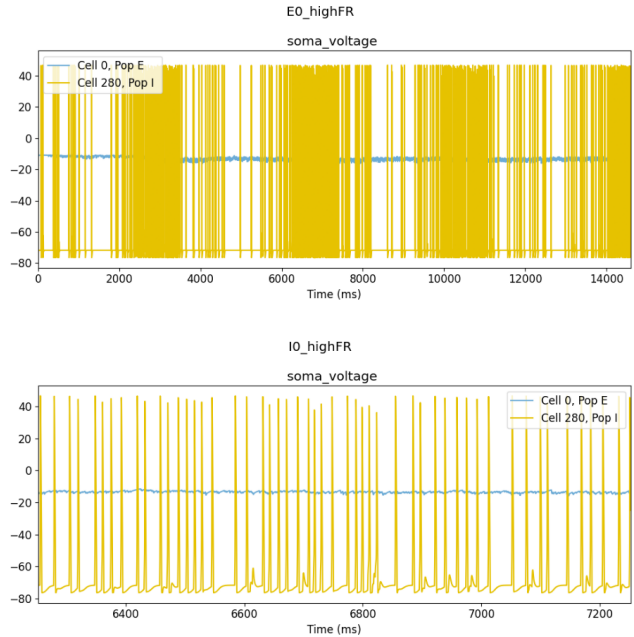 E0_highFR
soma_voltage
Cell 0, Pop E
Cell 280, Pop I
40
20
0
−20
−40
−60
−80
0 2000 4000 6000 8000 10000 12000 14000
Time (ms)
I0_highFR
soma_voltage
Cell 0, Pop E
Cell 280, Pop I
40
20
0
−20
−40
−60
−80
6400 6600 6800 7000 7200
Time (ms)